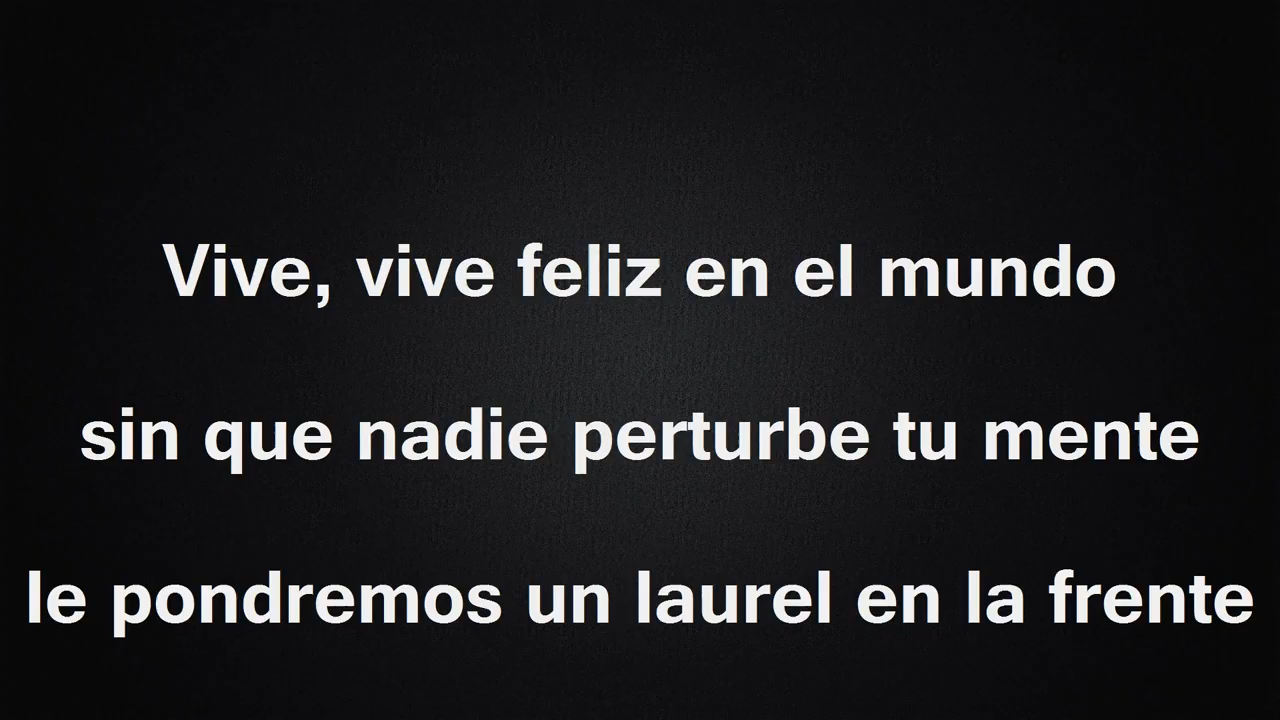 Vive, vive feliz en el mundo
sin que nadie perturbe tu mente
le pondremos un laurel en la frente